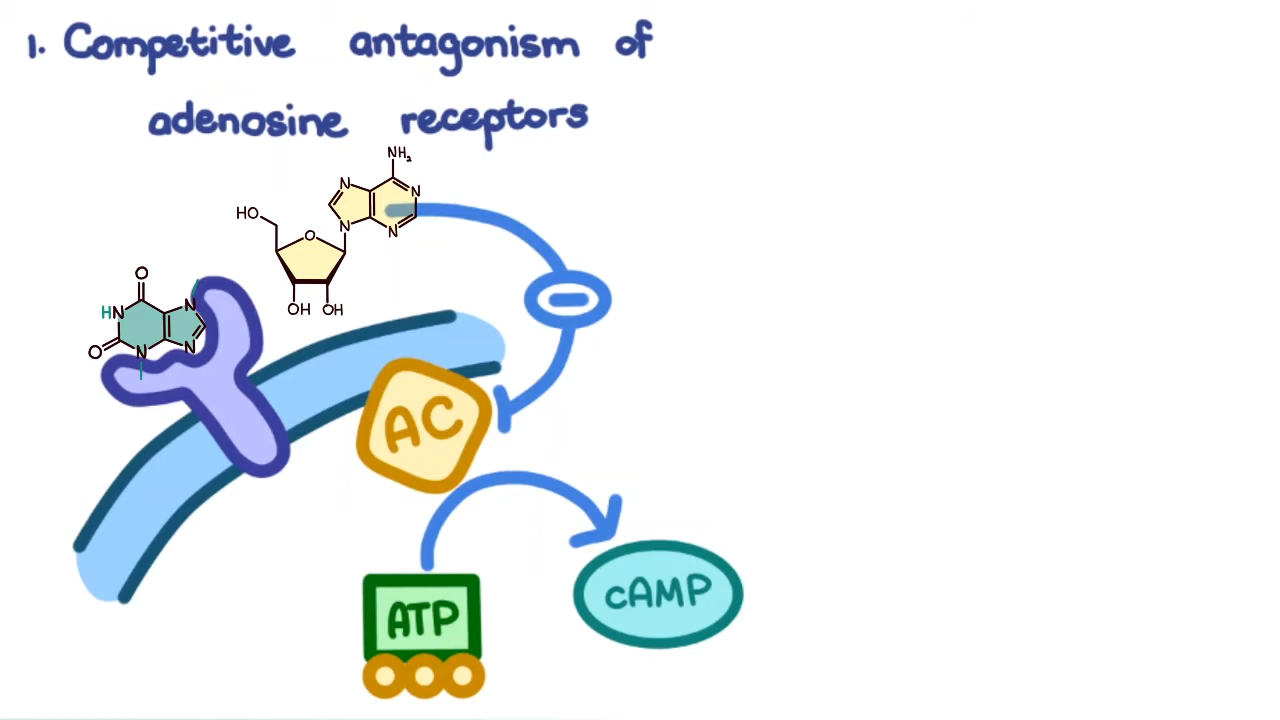 1. Competitive antagonism of
adenosine receptors
NH₂
N
N
N
N
HO
O
OH
OH
O
HN
N
N
N
O
AC
ATP
cAMP